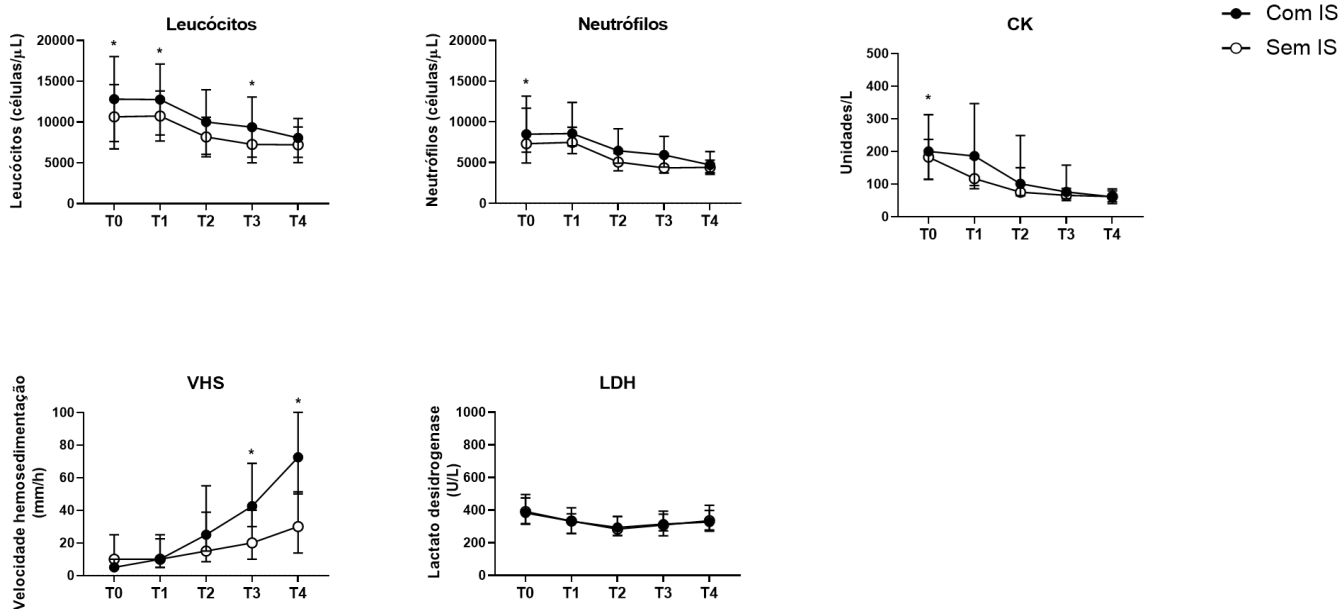 Com IS
Sem IS
Leucócitos
Leucócitos (células/µL)
20000
15000
10000
5000
0
* * *
T0 T1 T2 T3 T4
Neutrófilos
Neutrófilos (células/µL)
20000
15000
10000
5000
0
*
T0 T1 T2 T3 T4
CK
Unidades/L
500
400
300
200
100
0
*
T0 T1 T2 T3 T4
VHS
Velocidade hemosedimentação
(mm/h)
100
80
60
40
20
0
* *
T0 T1 T2 T3 T4
LDH
Lactato desidrogenase
(U/L)
1000
800
600
400
200
0
T0 T1 T2 T3 T4